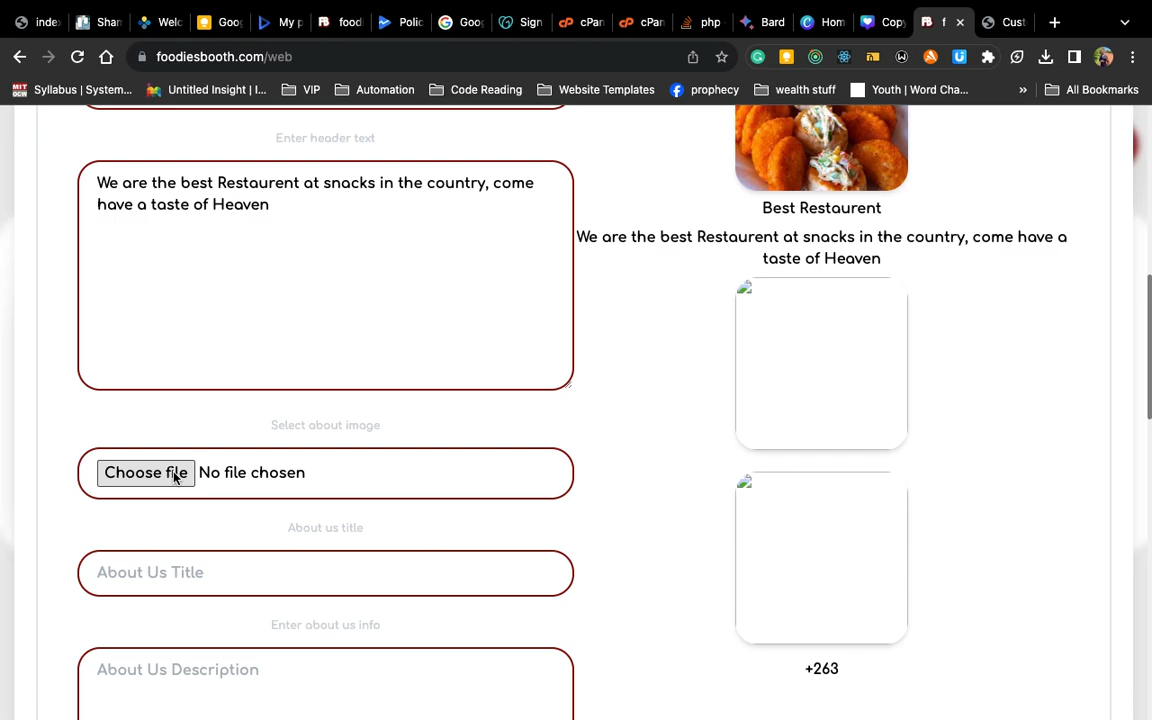 index
Shan
Welc
Goog
My p
food
Polic
Goo
Sign
cPan
cPan
php
Bard
Hom
Copy
f
Cust
foodiesbooth.com/web
Syllabus | System...
Untitled Insight | I...
VIP
Automation
Code Reading
Website Templates
prophecy
wealth stuff
Youth | Word Cha...
»
All Bookmarks
Enter header text
We are the best Restaurent at snacks in the country, come
have a taste of Heaven
Select about image
Choose file No file chosen
About us title
About Us Title
Enter about us info
About Us Description
Best Restaurent
We are the best Restaurent at snacks in the country, come have a
taste of Heaven
+263